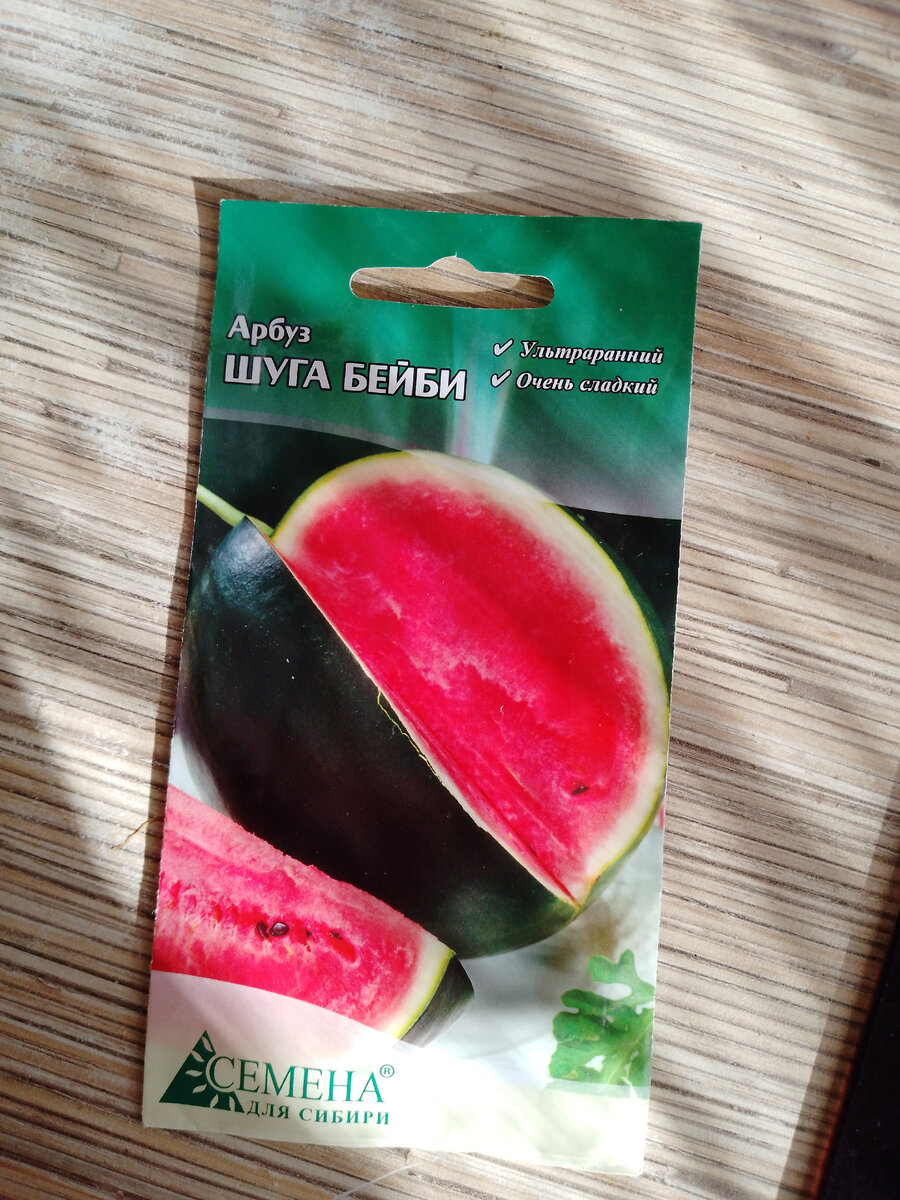 Арбуз
ШУГА БЕЙБИ
✔ Ультраранний
✔ Очень сладкий
СЕМЕНА®
ДЛЯ СИБИРИ